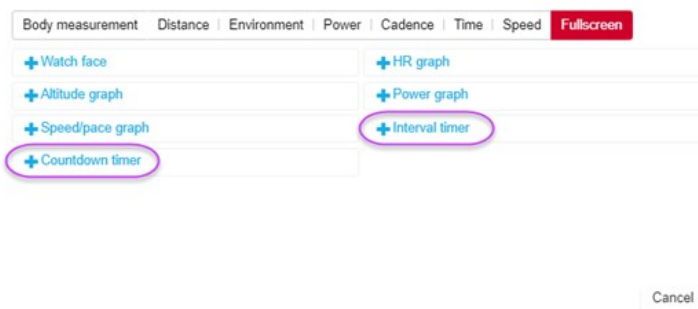 Body measurement Distance Environment Power Cadence Time Speed Fullscreen
Watch face HR graph
Altitude graph Power graph
Speed/pace graph Interval timer
Countdown timer
Cancel